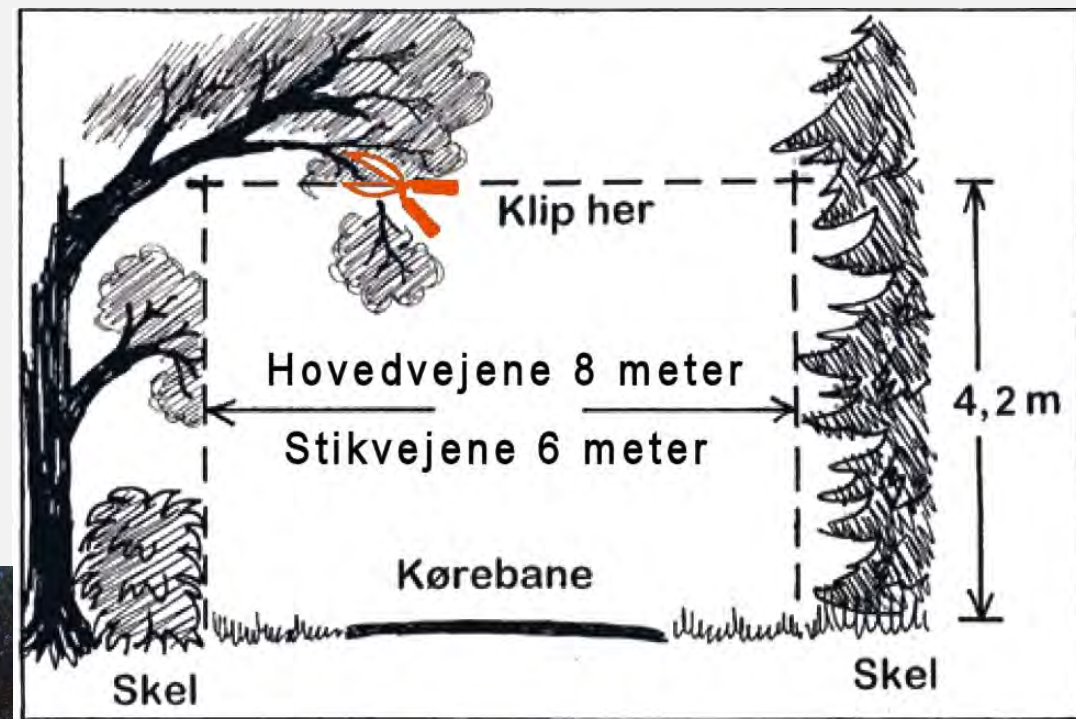 Klip her
Hovedvejene 8 meter
Stikvejene 6 meter
4,2 m
Kørebane
Skel
Skel